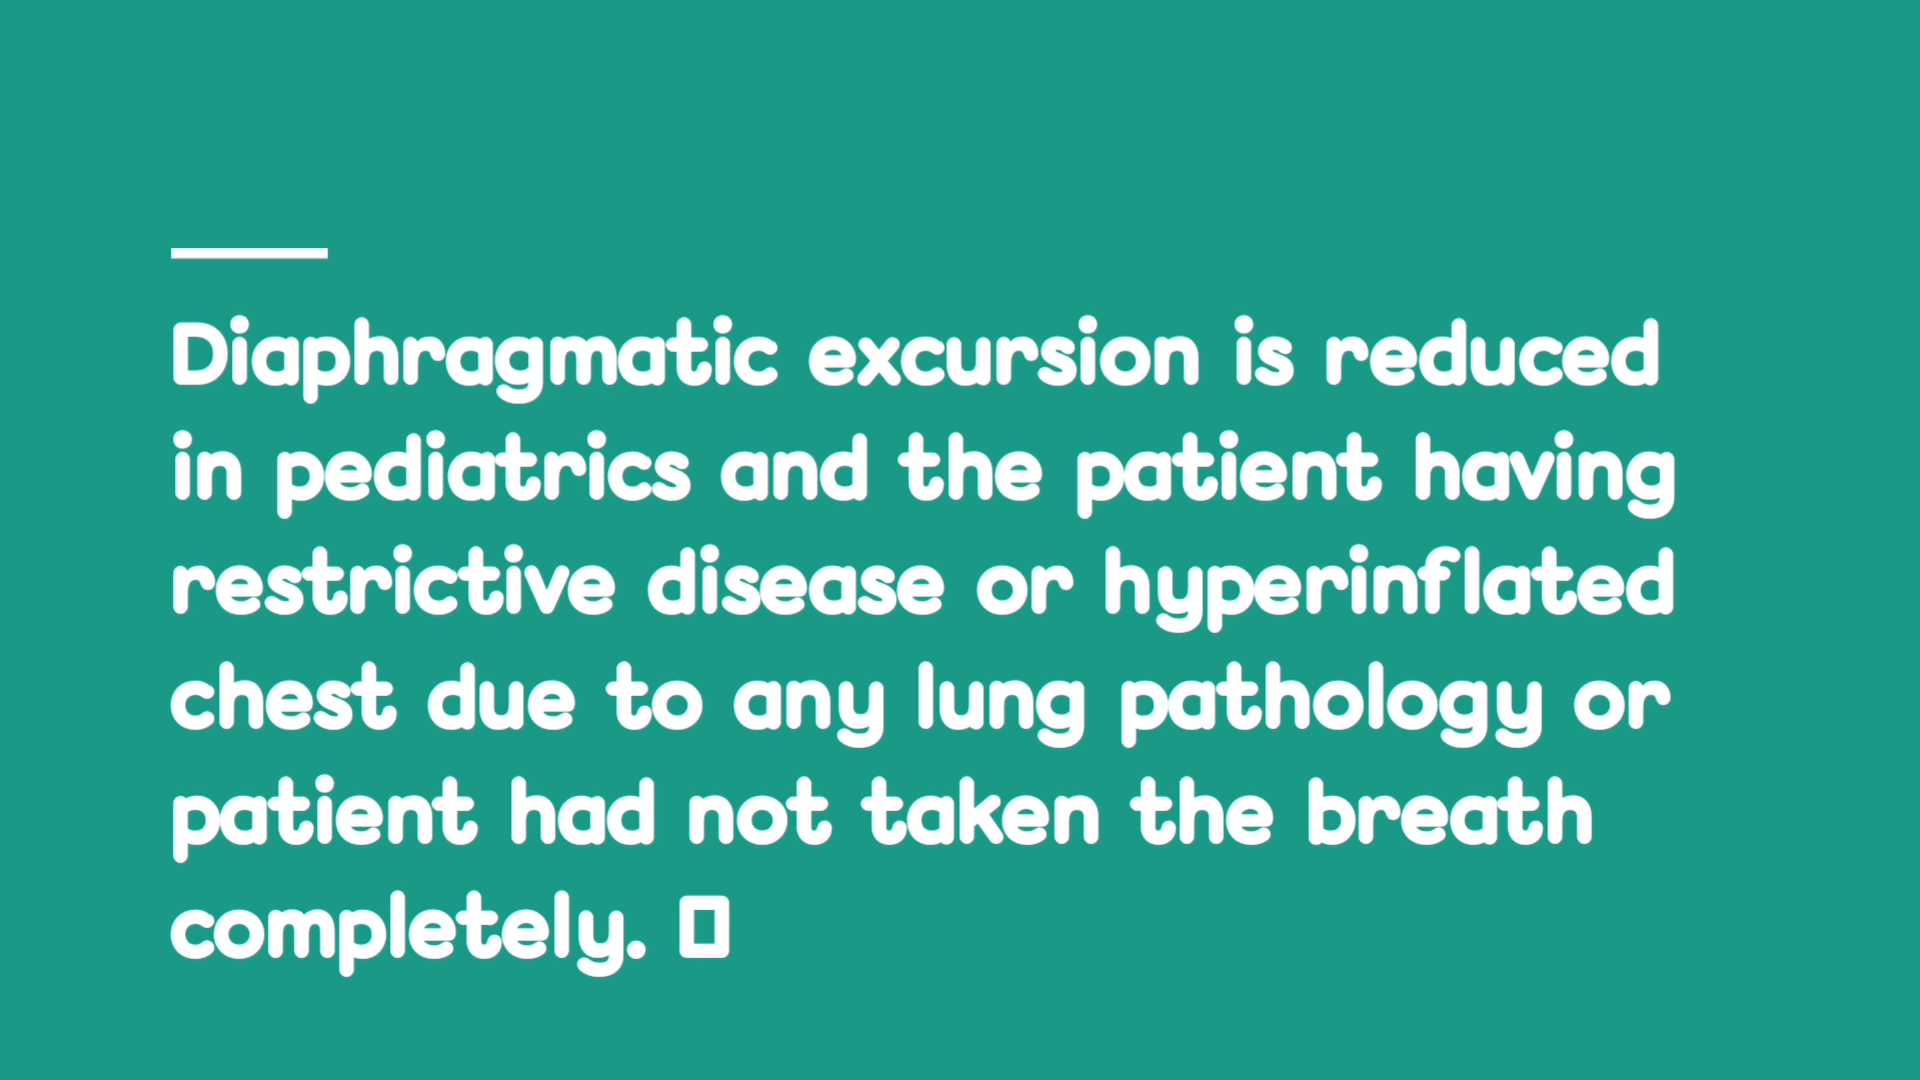 Diaphragmatic excursion is reduced
in pediatrics and the patient having
restrictive disease or hyperinflated
chest due to any lung pathology or
patient had not taken the breath
completely.